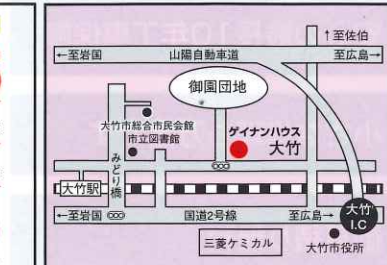 ↑至佐伯
←至岩国
山陽自動車道
至広島→
御園団地
大竹市総合市民会館
市立図書館
ゲイナンハウス
大竹
みどり橋
大竹駅
←至岩国
国道2号線
至広島→
大竹
I.C
三菱ケミカル
大竹市役所